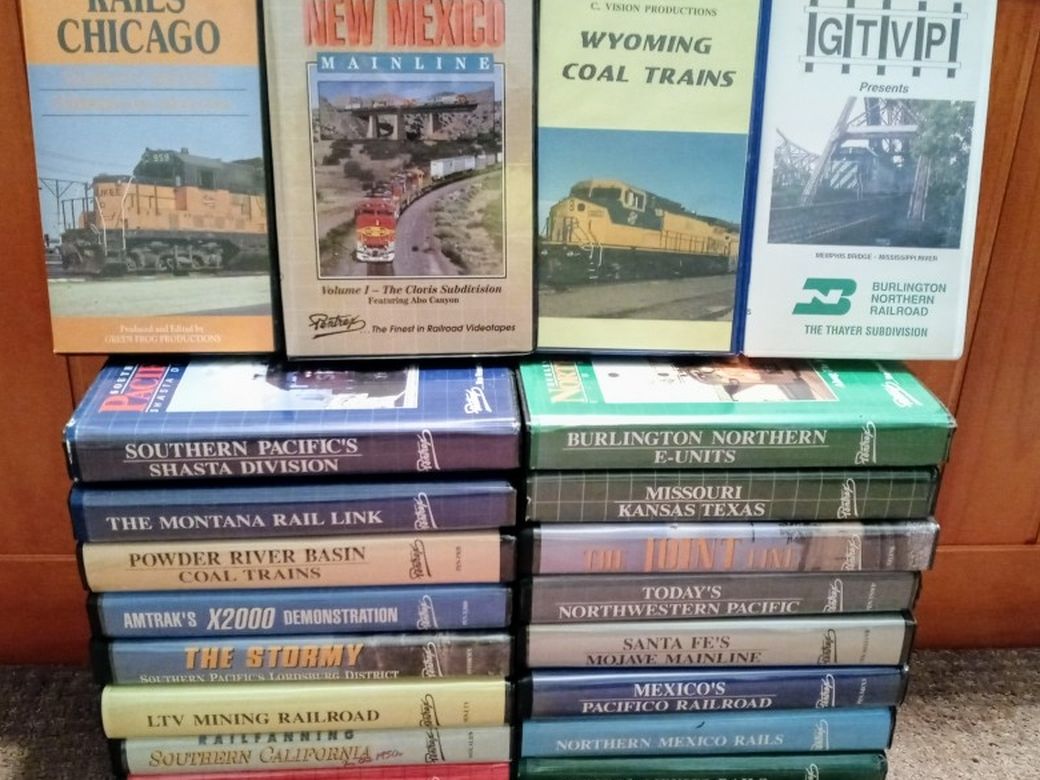 RAILS
CHICAGO
959
Produced and Edited by
GREEN FROG PRODUCTIONS
NEW MEXICO
MAINLINE
Volume I – The Clovis Subdivision
Featuring Abo Canyon
Pentrex
...The Finest in Railroad Videotapes
C. VISION PRODUCTIONS
WYOMING
COAL TRAINS
GTVP
Presents
MEMPHIS BRIDGE - MISSISSIPPI RIVER
BN
BURLINGTON
NORTHERN
RAILROAD
THE THAYER SUBDIVISION
SOUTHERN PACIFIC'S
SHASTA DIVISION
Pentrex
THE MONTANA RAIL LINK
Pentrex
POWDER RIVER BASIN
COAL TRAINS
Pentrex
AMTRAK'S X2000 DEMONSTRATION
Pentrex
THE STORMY
SOUTHERN PACIFIC'S LORDSBURG DISTRICT
Pentrex
LTV MINING RAILROAD
Pentrex
RAILFANNING
SOUTHERN CALIFORNIA
Pentrex
BURLINGTON NORTHERN
E-UNITS
Pentrex
MISSOURI
KANSAS TEXAS
Pentrex
THE JOINT LINE
Pentrex
TODAY'S
NORTHWESTERN PACIFIC
Pentrex
SANTA FE'S
MOJAVE MAINLINE
Pentrex
MEXICO'S
PACIFICO RAILROAD
Pentrex
NORTHERN MEXICO RAILS
Pentrex